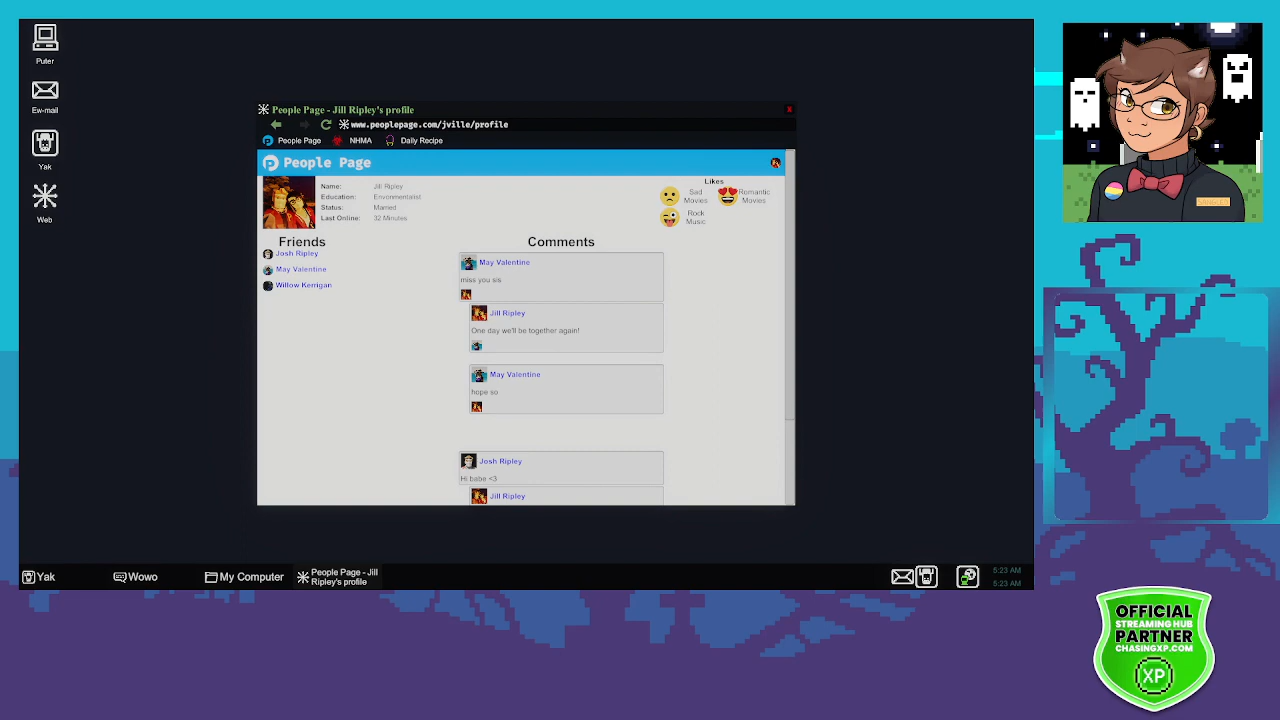 Puter
Ew-mail
Yak
Web
People Page - Jill Ripley's profile
www.peoplepage.com/jville/profile
People Page
NHMA
Daily Recipe
People Page
Name: Jill Ripley
Education: Environmentalist
Status: Married
Last Online: 32 Minutes
Likes
Sad Movies
Romantic Movies
Rock Music
Friends
Josh Ripley
May Valentine
Willow Kerrigan
Comments
May Valentine
miss you sis
Jill Ripley
One day we'll be together again!
May Valentine
hope so
Josh Ripley
Hi babe <3
Jill Ripley
Yak
Wowo
My Computer
People Page - Jill
Ripley's profile
5:23 AM
5:23 AM
OFFICIAL
STREAMING HUB
PARTNER
CHASINGXP.COM
XP